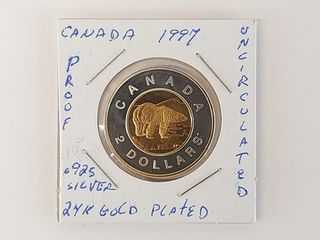 CANADA 1997
PROOF
UNCIRCULATED
CANADA
2 DOLLARS
.925
SILVER
24K GOLD PLATED